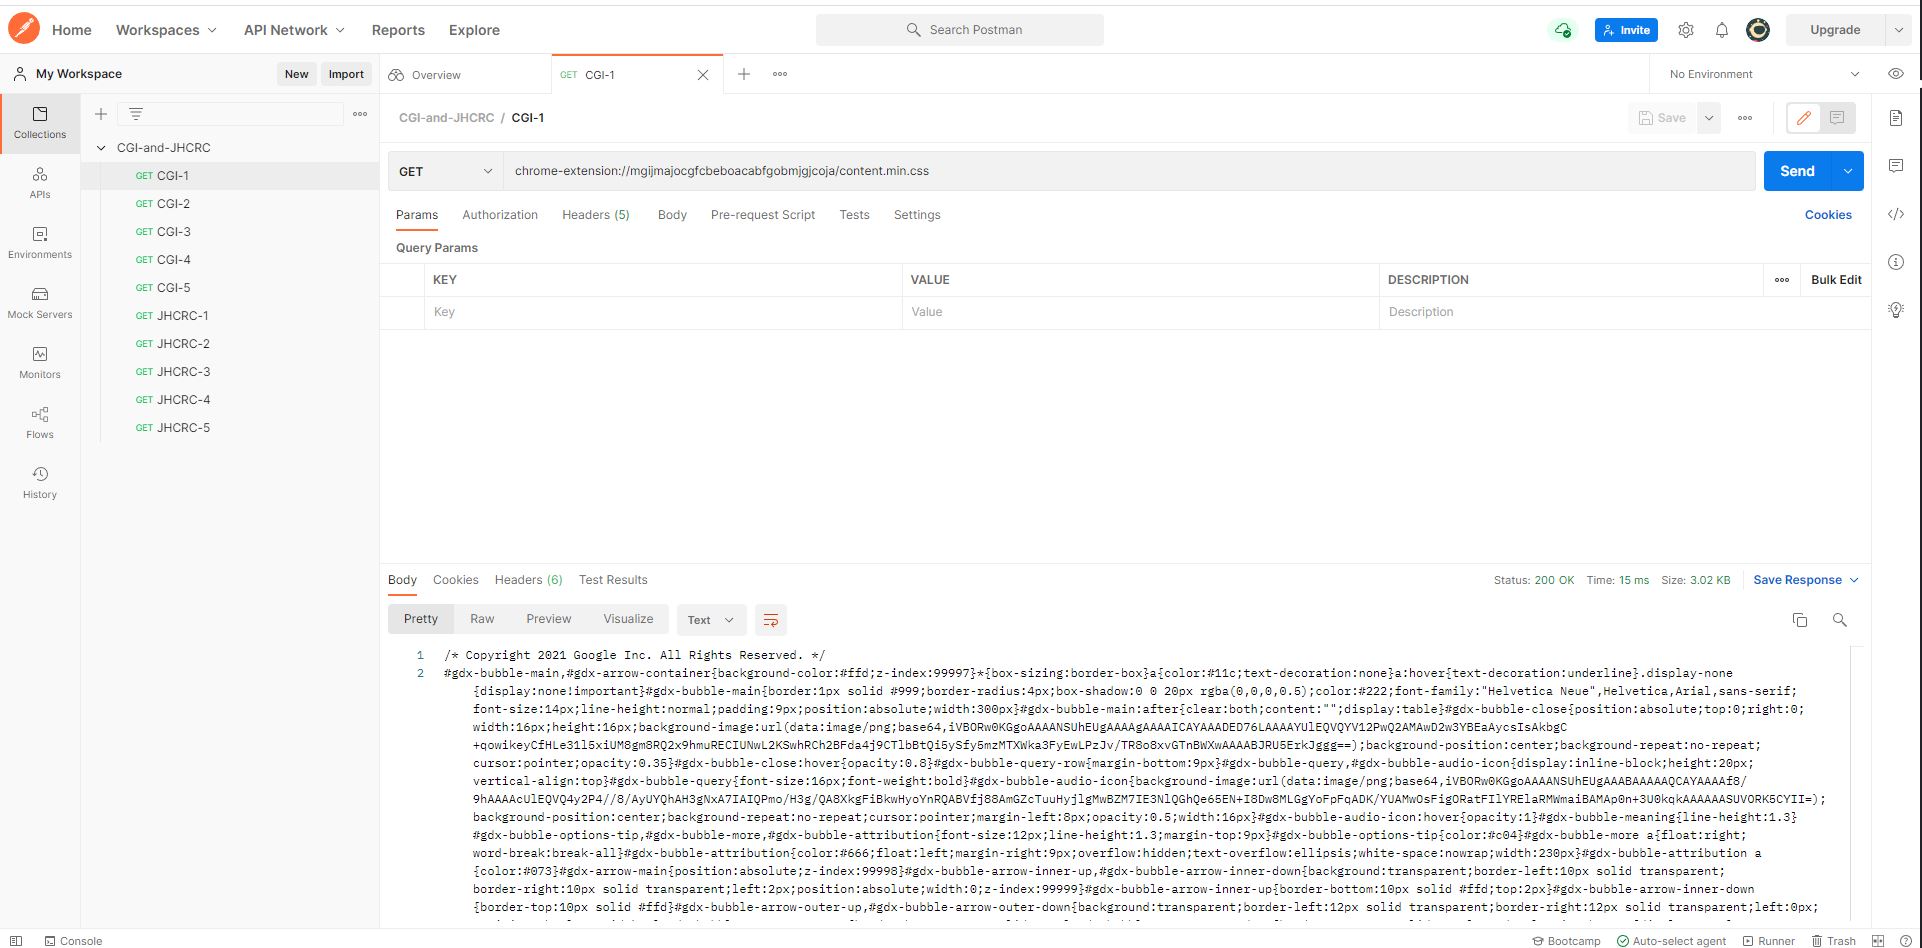 Home Workspaces API Network Reports Explore Search Postman Invite Upgrade
My Workspace New Import Overview GET CGI-1 No Environment
Collections
APIs
Environments
Mock Servers
Monitors
Flows
History
CGI-and-JHCRC
GET CGI-1
GET CGI-2
GET CGI-3
GET CGI-4
GET CGI-5
GET JHCRC-1
GET JHCRC-2
GET JHCRC-3
GET JHCRC-4
GET JHCRC-5
CGI-and-JHCRC / CGI-1 Save
GET chrome-extension://mgijmajocgfcbeboacabfgobmjgjcoja/content.min.css Send
Params Authorization Headers (5) Body Pre-request Script Tests Settings Cookies
Query Params
KEY VALUE DESCRIPTION Bulk Edit
Key Value Description
Body Cookies Headers (6) Test Results Status: 200 OK Time: 15 ms Size: 3.02 KB Save Response
Pretty Raw Preview Visualize Text
1 /* Copyright 2021 Google Inc. All Rights Reserved. */
2 #gdx-bubble-main,#gdx-arrow-container{background-color:#ffd;z-index:99997}*{box-sizing:border-box}a{color:#11c;text-decoration:none}a:hover{text-decoration:underline}.display-none
{display:none!important}#gdx-bubble-main{border:1px solid #999;border-radius:4px;box-shadow:0 0 20px rgba(0,0,0,0.5);color:#222;font-family:"Helvetica Neue",Helvetica,Arial,sans-serif;
font-size:14px;line-height:normal;padding:9px;position:absolute;width:300px}#gdx-bubble-main:after{clear:both;content:"";display:table}#gdx-bubble-close{position:absolute;top:0;right:0;
width:16px;height:16px;background-image:url(data:image/png;base64,
cursor:pointer;opacity:0.35}#gdx-bubble-close:hover{opacity:0.8}#gdx-bubble-query-row{margin-bottom:9px}#gdx-bubble-query,#gdx-bubble-audio-icon{display:inline-block;height:20px;
vertical-align:top}#gdx-bubble-query{font-size:16px;font-weight:bold}#gdx-bubble-audio-icon{background-image:url(data:image/png;base64,
background-position:center;background-repeat:no-repeat;cursor:pointer;margin-left:8px;opacity:0.5;width:16px}#gdx-bubble-audio-icon:hover{opacity:1}#gdx-bubble-meaning{line-height:1.3}
#gdx-bubble-options-tip,#gdx-bubble-more,#gdx-bubble-attribution{font-size:12px;line-height:1.3;margin-top:9px}#gdx-bubble-options-tip{color:#c04}#gdx-bubble-more a{float:right;
word-break:break-all}#gdx-bubble-attribution{color:#666;float:left;margin-right:9px;overflow:hidden;text-overflow:ellipsis;white-space:nowrap;width:230px}#gdx-bubble-attribution a
{color:#073}#gdx-arrow-main{position:absolute;z-index:99998}#gdx-bubble-arrow-inner-up,#gdx-bubble-arrow-inner-down{background:transparent;border-left:10px solid transparent;
border-right:10px solid transparent;left:2px;position:absolute;width:0;z-index:99999}#gdx-bubble-arrow-inner-up{border-bottom:10px solid #ffd;top:2px}#gdx-bubble-arrow-inner-down
{border-top:10px solid #ffd}#gdx-bubble-arrow-outer-up,#gdx-bubble-arrow-outer-down{background:transparent;border-left:12px solid transparent;border-right:12px solid transparent;left:0px;
Console Bootcamp Auto-select agent Runner Trash